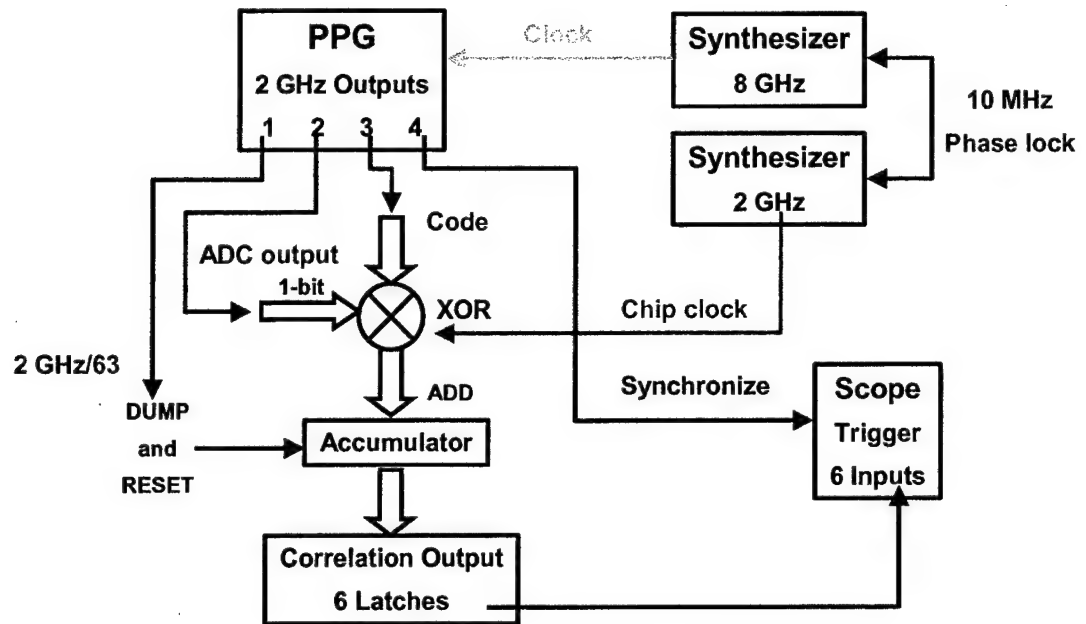 PPG
2 GHz Outputs
1 2 3 4
Clock
Synthesizer
8 GHz
10 MHz
Phase lock
Synthesizer
2 GHz
Code
ADC output
1-bit
XOR
Chip clock
2 GHz/63
DUMP
and
RESET
ADD
Synchronize
Accumulator
Scope
Trigger
6 Inputs
Correlation Output
6 Latches